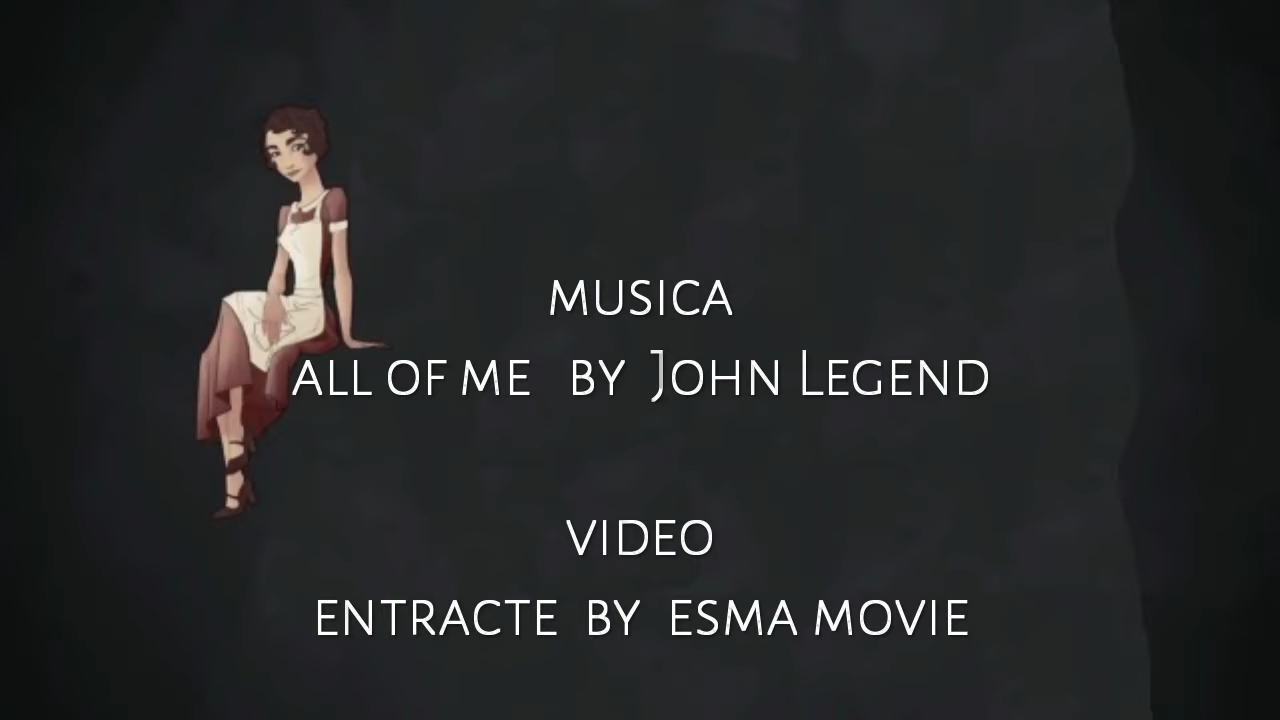 MUSICA
ALL OF ME BY JOHN LEGEND
VIDEO
ENTRACTE BY ESMA MOVIE